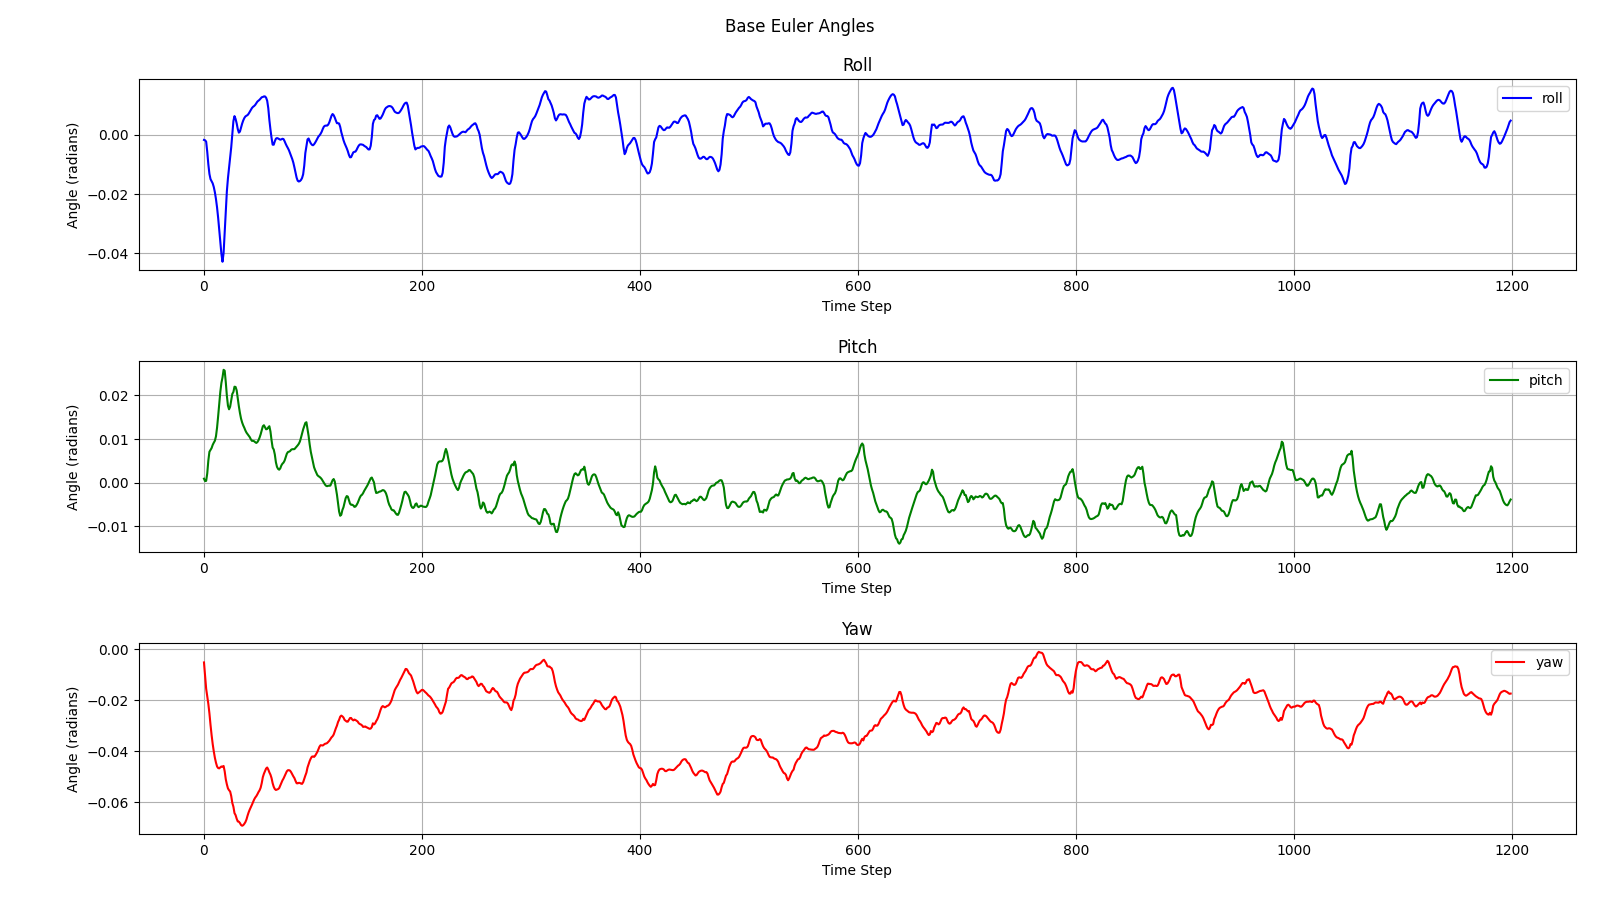 Base Euler Angles
Roll
Angle (radians)
0.00
−0.02
−0.04
roll
0 200 400 600 800 1000 1200
Time Step
Pitch
Angle (radians)
0.02
0.01
0.00
−0.01
pitch
0 200 400 600 800 1000 1200
Time Step
Yaw
Angle (radians)
0.00
−0.02
−0.04
−0.06
yaw
0 200 400 600 800 1000 1200
Time Step